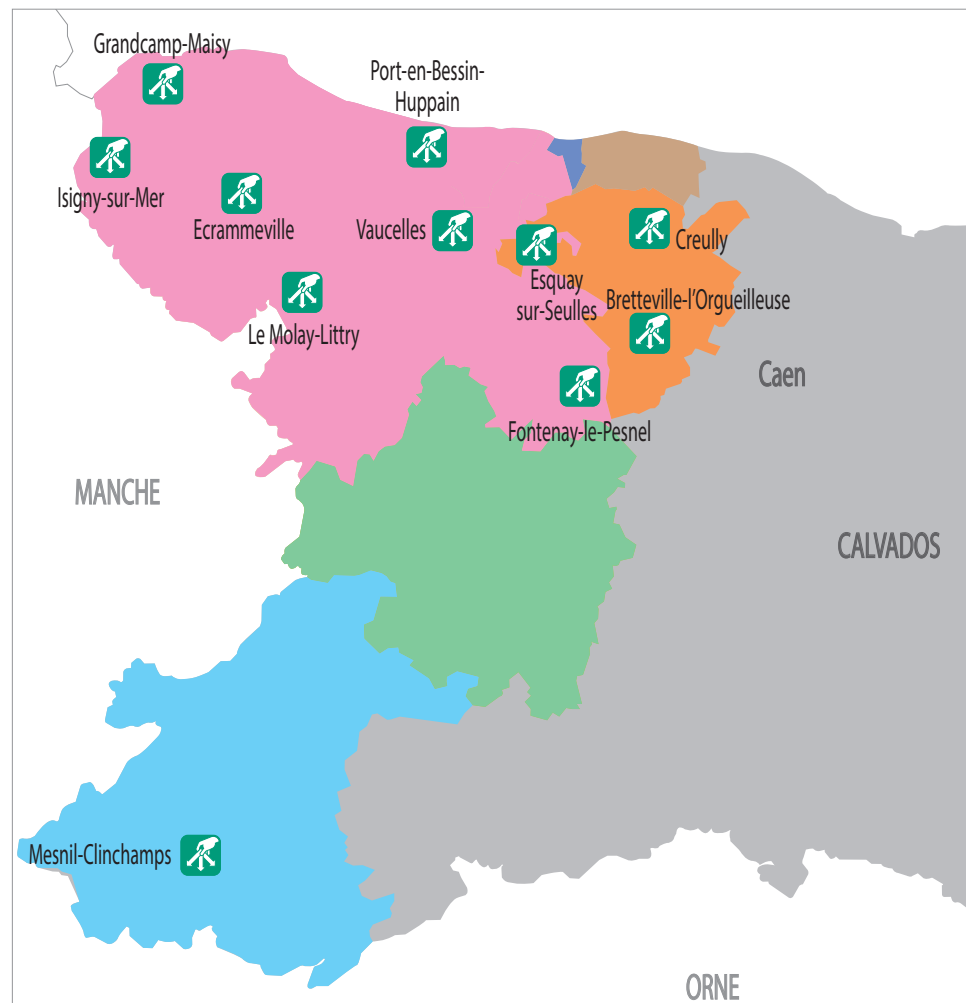 Grandcamp-Maisy
Port-en-Bessin-
Huppain
Isigny-sur-Mer
Ecrammeville
Vaucelles
Creully
Esquay
sur-Seulles
Bretteville-l'Orgueilleuse
Le Molay-Littry
Caen
Fontenay-le-Pesnel
MANCHE
CALVADOS
Mesnil-Clinchamps
ORNE